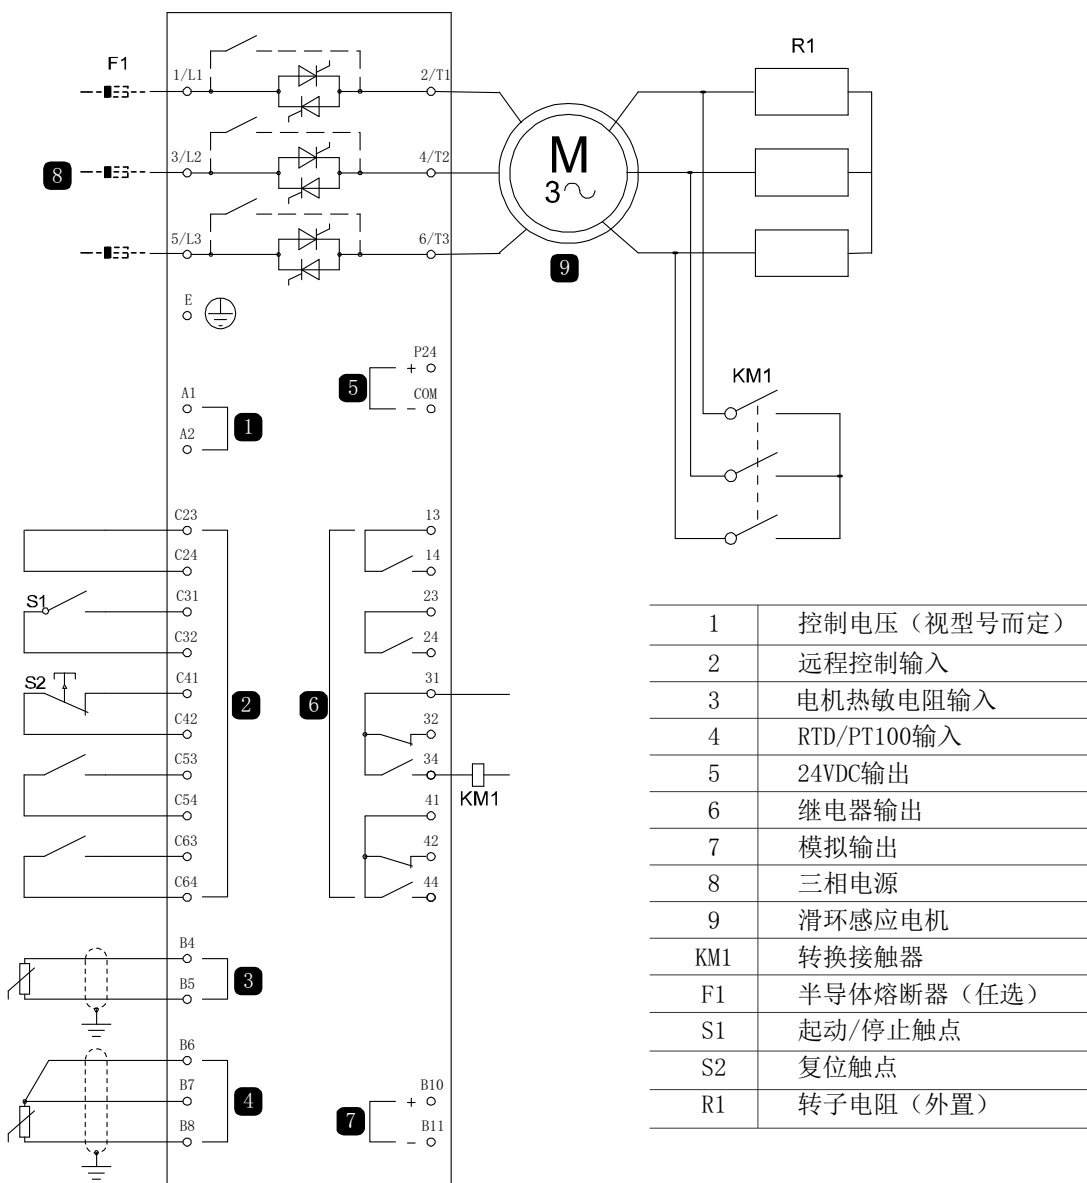 F1
R1
1/L1
2/T1
3/L2
4/T2
5/L3
6/T3
8
M
3
9
E
A1
A2
1
P24
+
COM
−
5
KM1
C23
C24
S1
C31
C32
S2
C41
C42
C53
C54
C63
C64
2
13
14
23
24
31
32
34
KM1
41
42
44
6
B4
B5
3
B6
B7
B8
4
B10
+
B11
−
7
1 控制电压（视型号而定）
2 远程控制输入
3 电机热敏电阻输入
4 RTD/PT100输入
5 24VDC输出
6 继电器输出
7 模拟输出
8 三相电源
9 滑环感应电机
KM1 转换接触器
F1 半导体熔断器（任选）
S1 起动/停止触点
S2 复位触点
R1 转子电阻（外置）